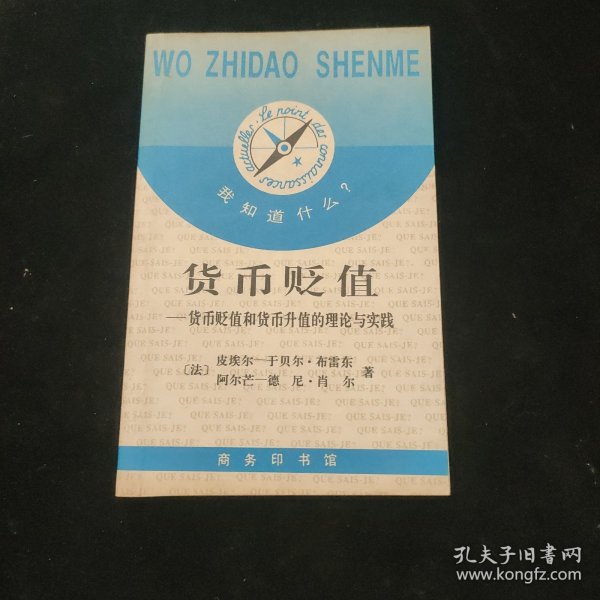 WO ZHIDAO SHENME
Le point des connaissances actuelles
我知道什么？
货币贬值
——货币贬值和货币升值的理论与实践
〔法〕皮埃尔—于贝尔·布雷东
阿尔芒—德 尼·肖 尔 著
QUE SAIS-JE?
商务印书馆
孔夫子旧书网
www.kongfz.com